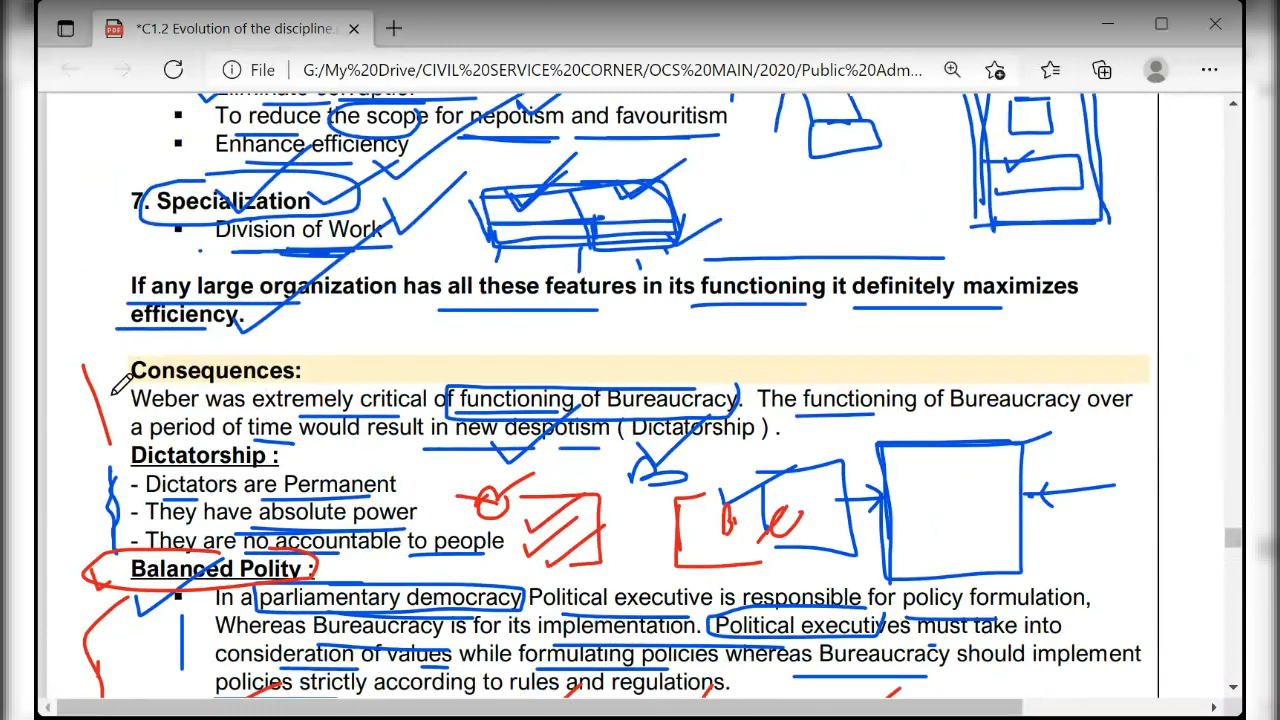 *C1.2 Evolution of the discipline.
File
G:/My%20Drive/CIVIL%20SERVICE%20CORNER/OCS%20MAIN/2020/Public%20Adm...
Eliminate corruption
▪ To reduce the scope for nepotism and favouritism
▪ Enhance efficiency
7. Specialization
▪ Division of Work
If any large organization has all these features in its functioning it definitely maximizes
efficiency.
Consequences:
Weber was extremely critical of functioning of Bureaucracy. The functioning of Bureaucracy over
a period of time would result in new despotism ( Dictatorship ) .
Dictatorship :
- Dictators are Permanent
- They have absolute power
- They are no accountable to people
Balanced Polity :
▪ In a parliamentary democracy Political executive is responsible for policy formulation,
Whereas Bureaucracy is for its implementation. Political executives must take into
consideration of values while formulating policies whereas Bureaucracy should implement
policies strictly according to rules and regulations.